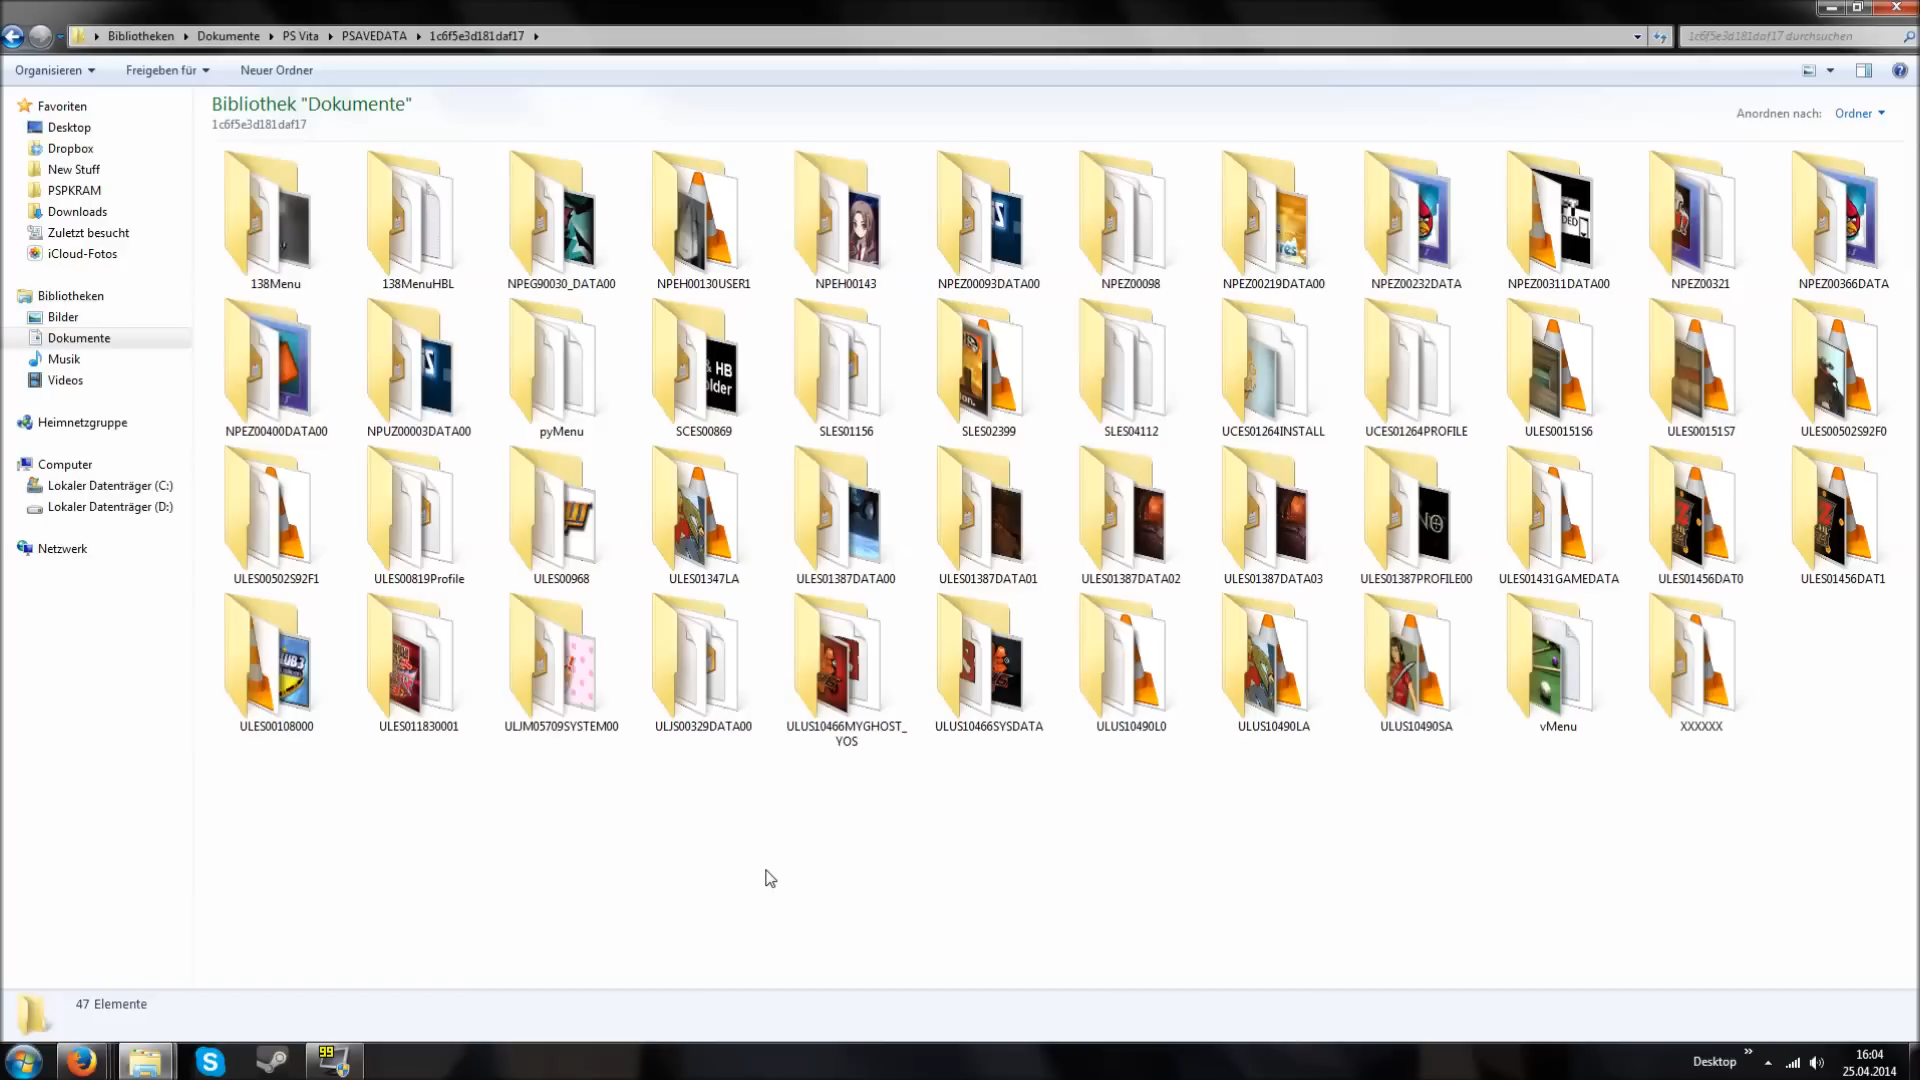 Bibliotheken Dokumente PS Vita PSAVEDATA 1c6f5e3d181daf17
1c6f5e3d181daf17 durchsuchen
Organisieren Freigeben für Neuer Ordner
Favoriten
Desktop
Dropbox
New Stuff
PSPKRAM
Downloads
Zuletzt besucht
iCloud-Fotos
Bibliotheken
Bilder
Dokumente
Musik
Videos
Heimnetzgruppe
Computer
Lokaler Datenträger (C:)
Lokaler Datenträger (D:)
Netzwerk
Bibliothek "Dokumente"
1c6f5e3d181daf17
Anordnen nach: Ordner
138Menu 138MenuHBL NPEG90030_DATA00 NPEH00130USER1 NPEH00143 NPEZ00093DATA00 NPEZ00098 NPEZ00219DATA00 NPEZ00232DATA NPEZ00311DATA00 NPEZ00321 NPEZ00366DATA
& HB
older
NPEZ00400DATA00 NPUZ00003DATA00 pyMenu SCES00869 SLES01156 SLES02399 SLES04112 UCES01264INSTALL UCES01264PROFILE ULES00151S6 ULES00151S7 ULES00502S92F0
ULES00502S92F1 ULES00819Profile ULES00968 ULES01347LA ULES01387DATA00 ULES01387DATA01 ULES01387DATA02 ULES01387DATA03 ULES01387PROFILE00 ULES01431GAMEDATA ULES01456DAT0 ULES01456DAT1
ULES00108000 ULES011830001 ULJM05709SYSTEM00 ULJS00329DATA00 ULUS10466MYGHOST_
YOS ULUS10466SYSDATA ULUS10490L0 ULUS10490LA ULUS10490SA vMenu XXXXXX
47 Elemente
99
Desktop
16:04
25.04.2014